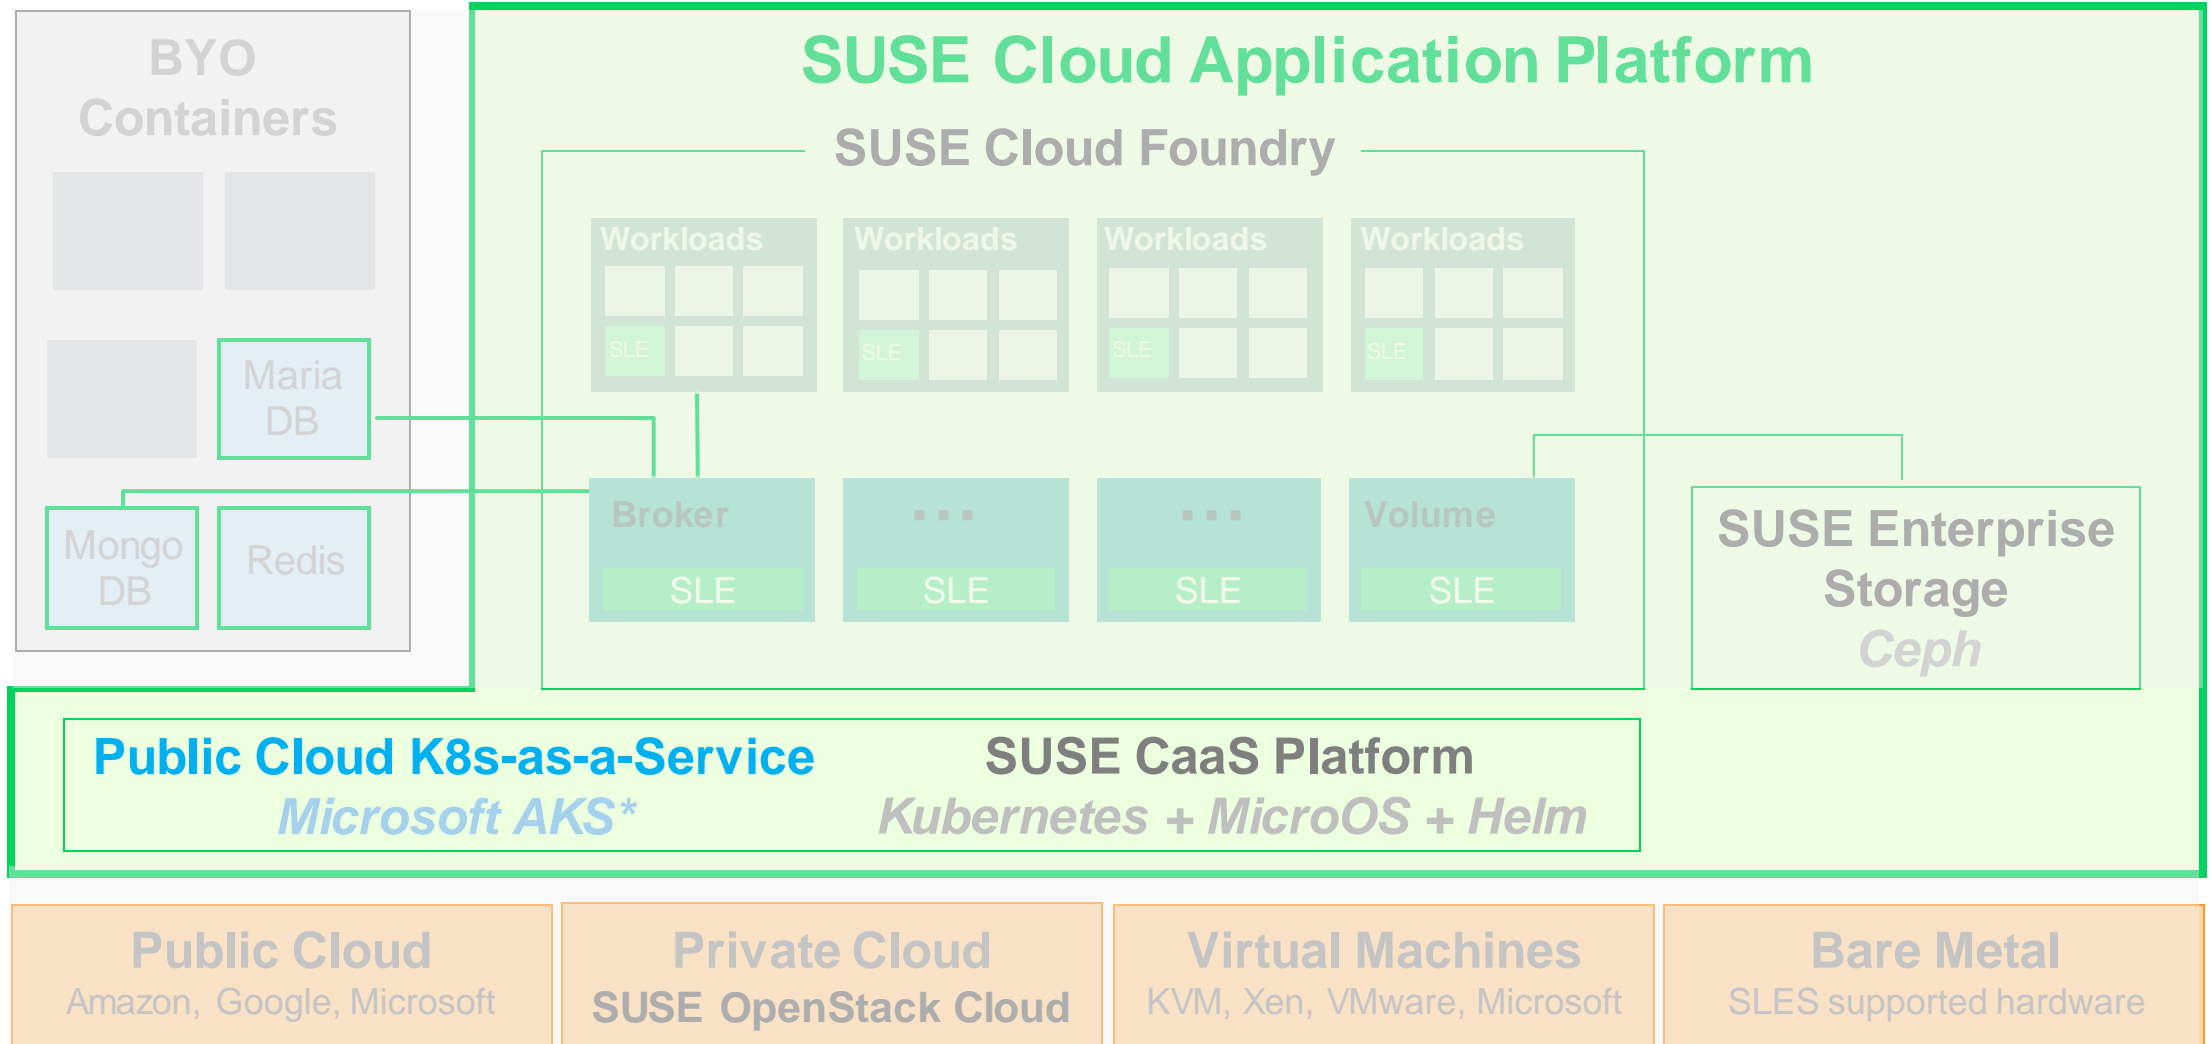 BYO
Containers
Maria
DB
Mongo
DB
Redis
SUSE Cloud Application Platform
SUSE Cloud Foundry
Workloads
SLE
Workloads
SLE
Workloads
SLE
Workloads
SLE
Broker
SLE
...
SLE
...
SLE
Volume
SLE
SUSE Enterprise
Storage
Ceph
Public Cloud K8s-as-a-Service
Microsoft AKS*
SUSE CaaS Platform
Kubernetes + MicroOS + Helm
Public Cloud
Amazon, Google, Microsoft
Private Cloud
SUSE OpenStack Cloud
Virtual Machines
KVM, Xen, VMware, Microsoft
Bare Metal
SLES supported hardware